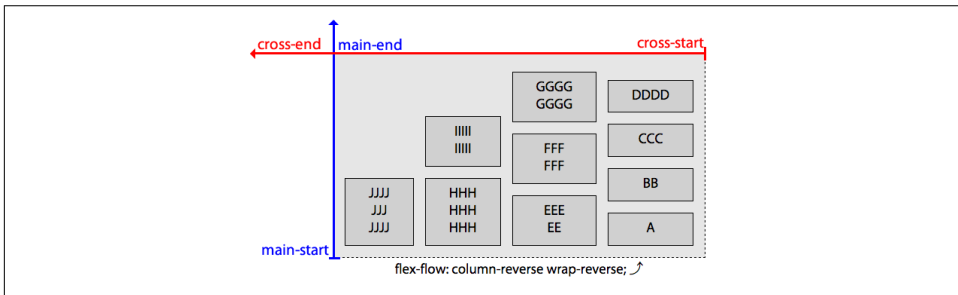 cross-end
main-end
cross-start
GGGG
GGGG
DDDD
IIIII
IIIII
CCC
FFF
FFF
BB
JJJJ
JJJ
JJJJ
HHH
HHH
HHH
EEE
EE
A
main-start
flex-flow: column-reverse wrap-reverse;